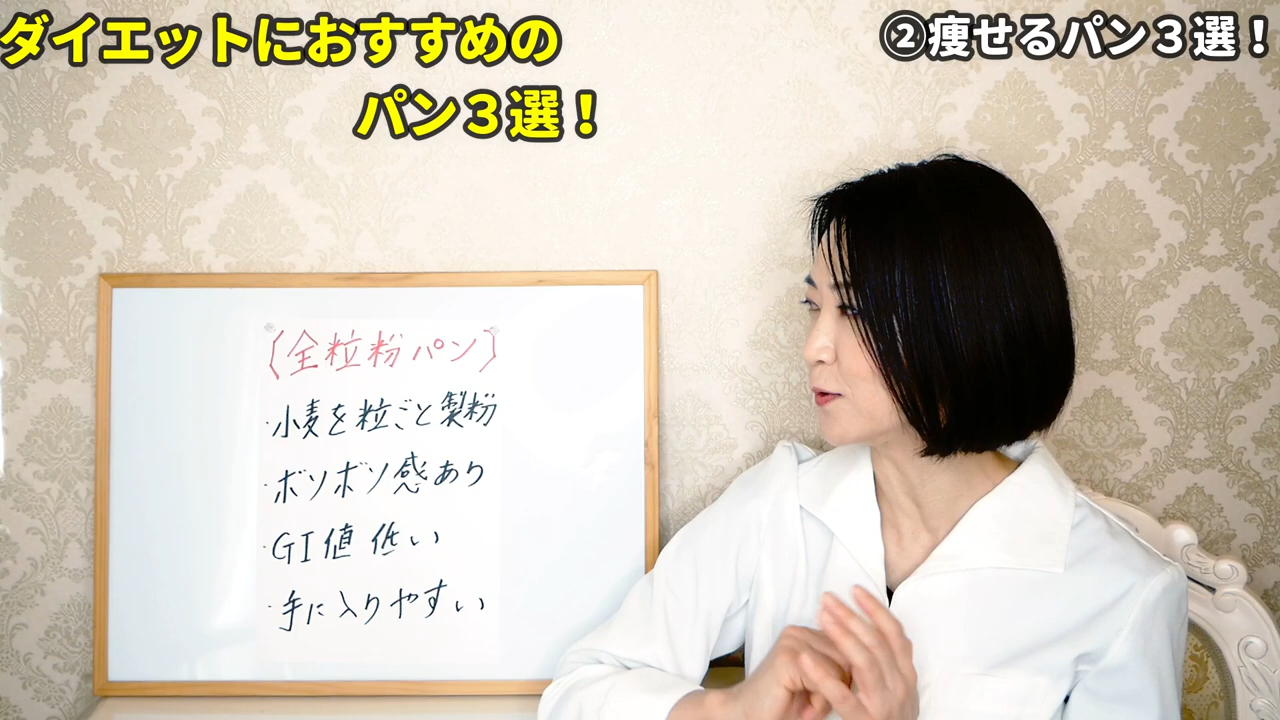 ダイエットにおすすめの
パン３選！
②痩せるパン３選！
〔全粒粉パン〕
・小麦を粒ごと製粉
・ボソボソ感あり
・GI値 低い
・手に入りやすい